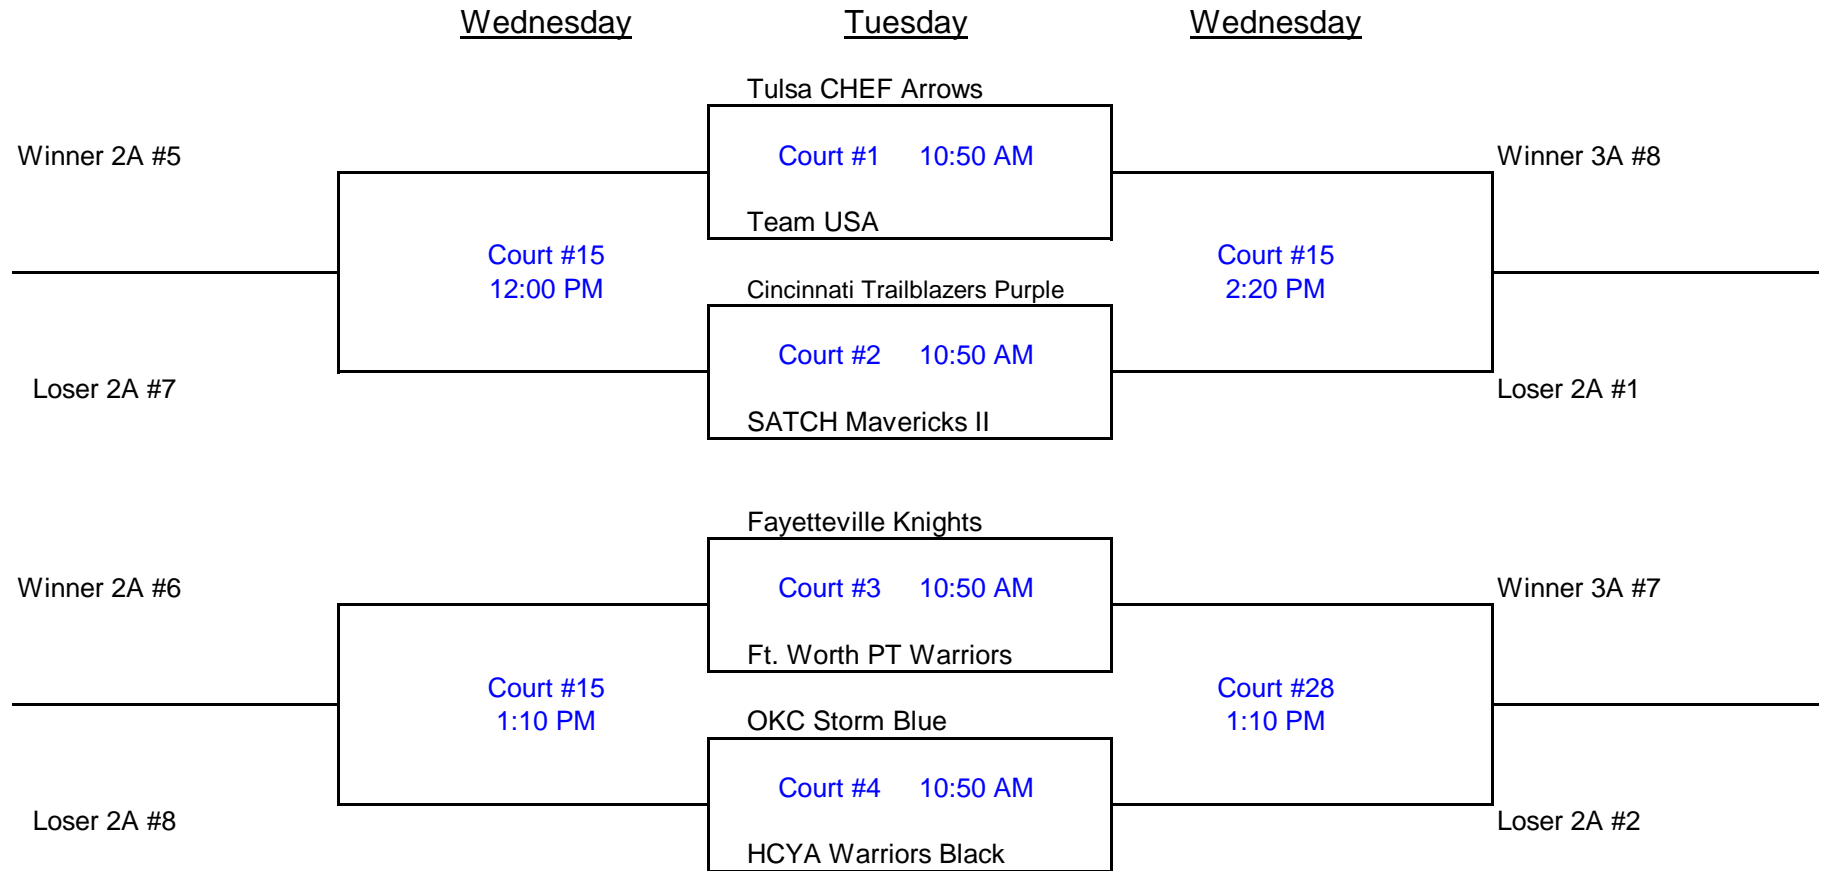 Wednesday Tuesday Wednesday
Tulsa CHEF Arrows
Winner 2A #5 Court #1 10:50 AM Winner 3A #8
Team USA
Court #15 Court #15
12:00 PM Cincinnati Trailblazers Purple 2:20 PM
Court #2 10:50 AM
Loser 2A #7 Loser 2A #1
SATCH Mavericks II
Fayetteville Knights
Winner 2A #6 Court #3 10:50 AM Winner 3A #7
Ft. Worth PT Warriors
Court #15 Court #28
1:10 PM OKC Storm Blue 1:10 PM
Court #4 10:50 AM
Loser 2A #8 Loser 2A #2
HCYA Warriors Black